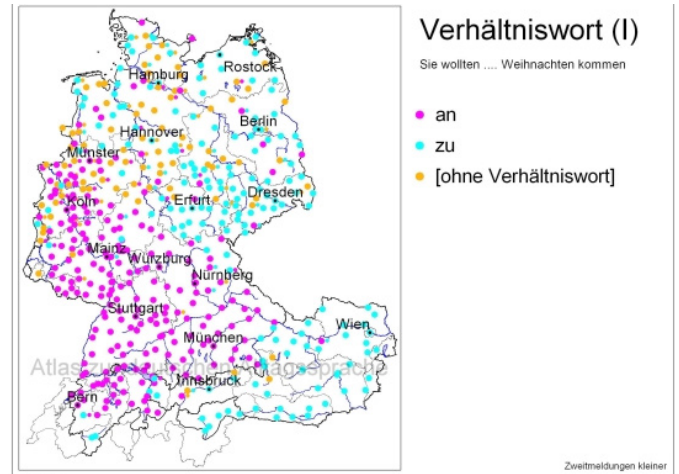 Verhältniswort (I)
Sie wollten .... Weihnachten kommen
an
zu
[ohne Verhältniswort]
Rostock
Hamburg
Berlin
Hannover
Münster
Dresden
Köln
Erfurt
Mainz
Würzburg
Nürnberg
Stuttgart
Wien
München
Atlas zur deutschen Alltagssprache
Innsbruck
Bern
Zweitmeldungen kleiner